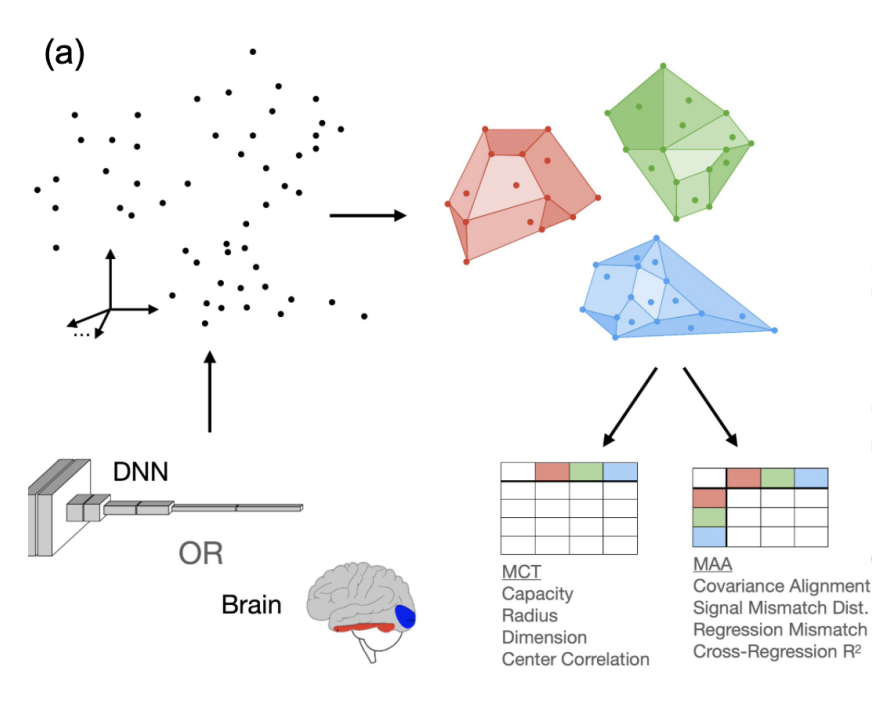 (a)
...
DNN
OR
Brain
MCT
Capacity
Radius
Dimension
Center Correlation
MAA
Covariance Alignment
Signal Mismatch Dist.
Regression Mismatch
Cross-Regression R²